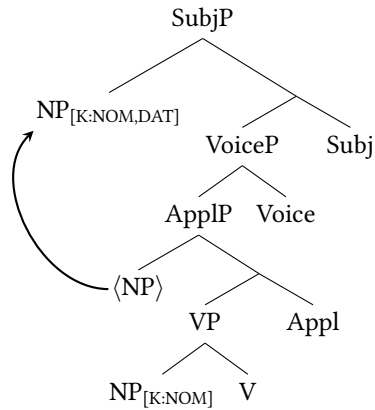 SubjP
NP[K:NOM,DAT]
VoiceP Subj
ApplP Voice
⟨NP⟩
VP Appl
NP[K:NOM] V